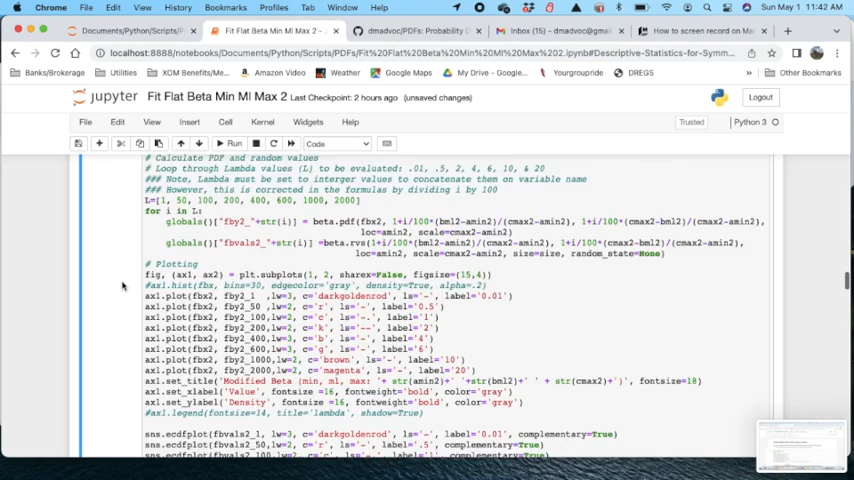 Chrome File Edit View History Bookmarks Profiles Tab Window Help Sun May 1 11:42 AM
Documents/Python/Scripts/P Fit Flat Beta Min Ml Max 2 - dmadvoc/PDFs: Probability D Inbox (15) - dmadvoc@gmail How to screen record on Mac
localhost:8888/notebooks/Documents/Python/Scripts/PDFs/Fit%20Flat%20Beta%20Min%20Ml%20Max%202.ipynb#Descriptive-Statistics-for-Symm...
Banks/Brokerage Utilities XOM Benefits/Me... Amazon Video Weather Google Maps My Drive - Google... Yourgroupride DREGS » Other Bookmarks
jupyter Fit Flat Beta Min Ml Max 2 Last Checkpoint: 2 hours ago (unsaved changes) Logout
File Edit View Insert Cell Kernel Widgets Help Trusted Python 3
Run Code
# Calculate PDF and random values
# Loop through Lambda values (L) to be evaluated: .01, .5, 2, 4, 6, 10, & 20
### Note, Lambda must be set to interger values to concatenate them on variable name
### However, this is corrected in the formulas by dividing i by 100
L=[1, 50, 100, 200, 400, 600, 1000, 2000]
for i in L:
globals()["fby2_"+str(i)] = beta.pdf(fbx2, 1+i/100*(bml2-amin2)/(cmax2-amin2), 1+i/100*(cmax2-bml2)/(cmax2-amin2),
loc=amin2, scale=cmax2-amin2)
globals()["fbvals2_"+str(i)] =beta.rvs(1+i/100*(bml2-amin2)/(cmax2-amin2), 1+i/100*(cmax2-bml2)/(cmax2-amin2),
loc=amin2, scale=cmax2-amin2, size=size, random_state=None)
# Plotting
fig, (ax1, ax2) = plt.subplots(1, 2, sharex=False, figsize=(15,4))
#ax1.hist(fbx, bins=30, edgecolor='gray', density=True, alpha=.2)
ax1.plot(fbx2, fby2_1 ,lw=3, c='darkgoldenrod', ls='-', label='0.01')
ax1.plot(fbx2, fby2_50 ,lw=2, c='r', ls='-', label='0.5')
ax1.plot(fbx2, fby2_100,lw=2, c='c', ls='-.', label='1')
ax1.plot(fbx2, fby2_200,lw=2, c='k', ls='--', label='2')
ax1.plot(fbx2, fby2_400,lw=3, c='b', ls='-', label='4')
ax1.plot(fbx2, fby2_600,lw=3, c='g', ls='-', label='6')
ax1.plot(fbx2, fby2_1000,lw=2, c='brown', ls='-', label='10')
ax1.plot(fbx2, fby2_2000,lw=2, c='magenta', ls='-', label='20')
ax1.set_title('Modified Beta (min, ml, max: '+ str(amin2)+' '+str(bml2)+' ' + str(cmax2)+')', fontsize=18)
ax1.set_xlabel('Value', fontsize =16, fontweight='bold', color='gray')
ax1.set_ylabel('Density', fontsize =16, fontweight='bold', color='gray')
#ax1.legend(fontsize=14, title='lambda', shadow=True)
sns.ecdfplot(fbvals2_1, lw=3, c='darkgoldenrod', ls='-', label='0.01', complementary=True)
sns.ecdfplot(fbvals2_50,lw=2, c='r', ls='-', label='.5', complementary=True)
sns.ecdfplot(fbvals2_100,lw=2, c='c', ls='-.', label='1', complementary=True)